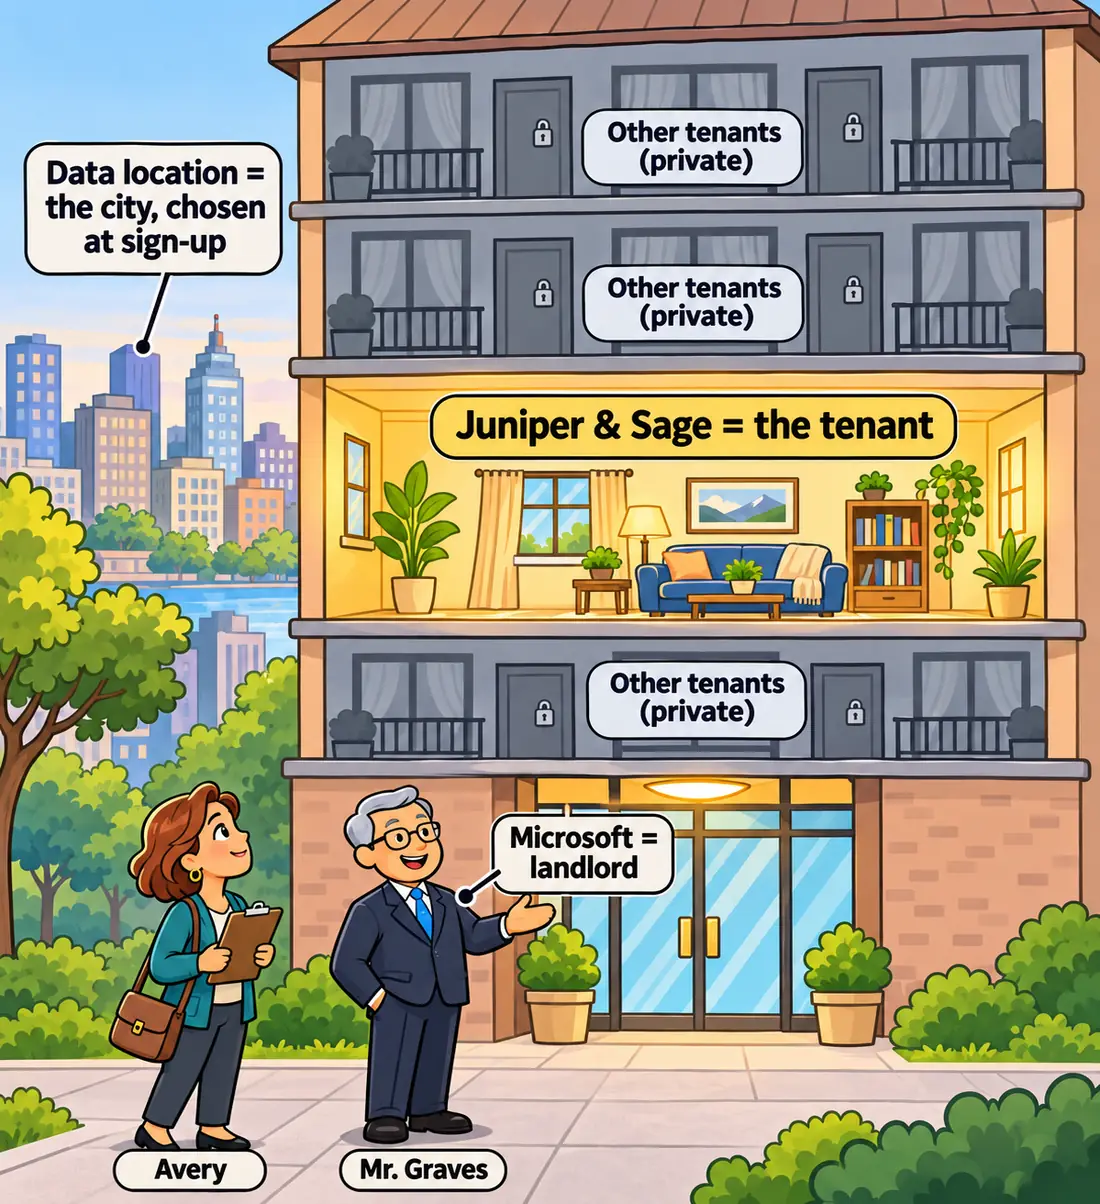 Other tenants
(private)
Data location =
the city, chosen
at sign-up
Other tenants
(private)
Juniper & Sage = the tenant
Other tenants
(private)
Microsoft =
landlord
Avery
Mr. Graves